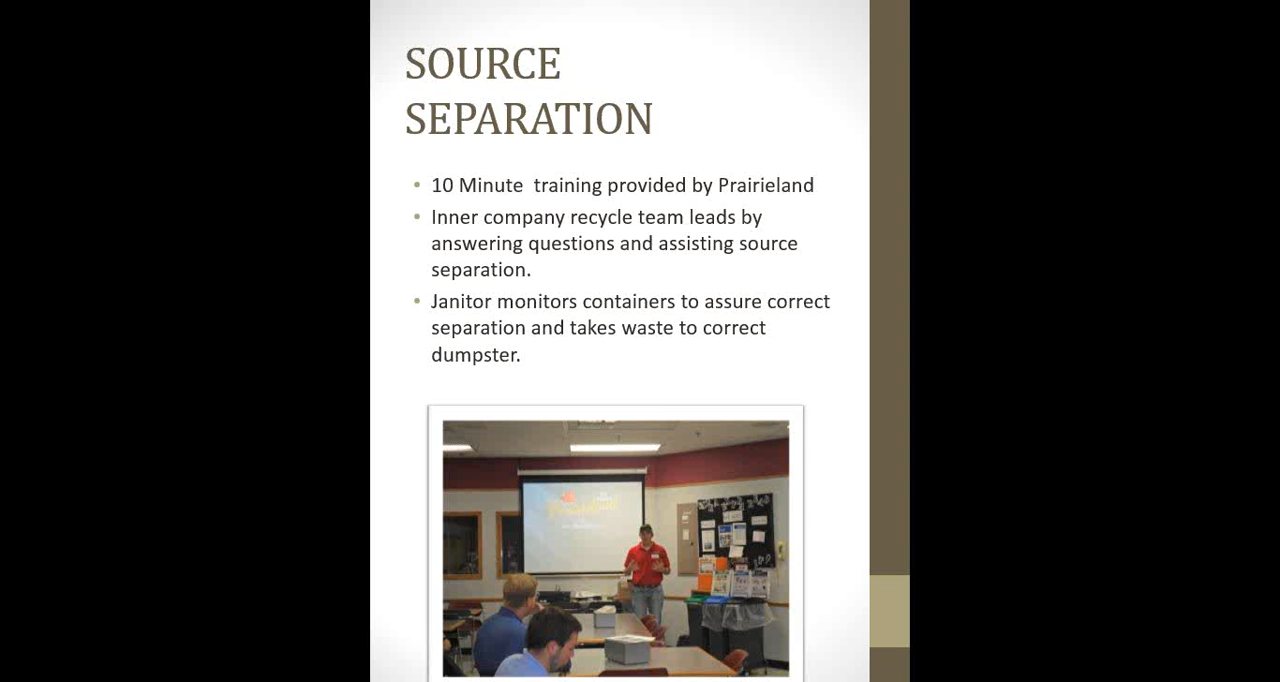 SOURCE
SEPARATION
• 10 Minute  training provided by Prairieland
• Inner company recycle team leads by
answering questions and assisting source
separation.
• Janitor monitors containers to assure correct
separation and takes waste to correct
dumpster.